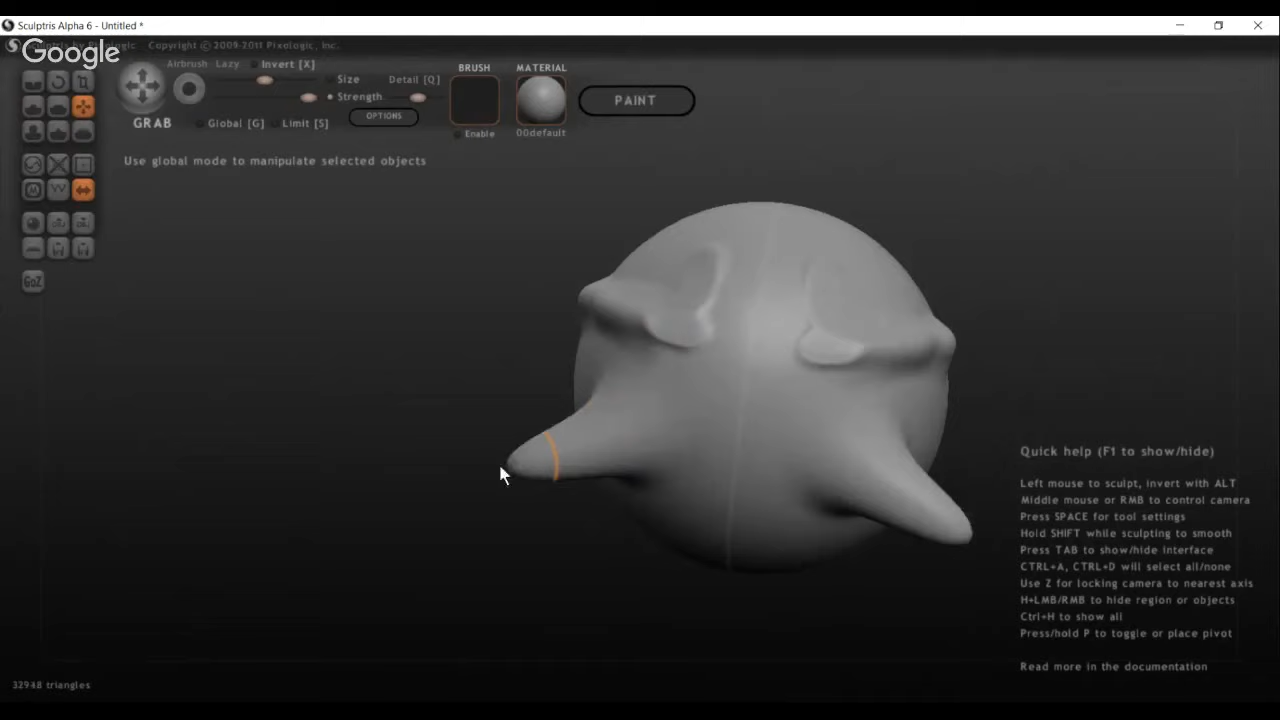 Sculptris Alpha 6 - Untitled *
Sculptris by Pixologic Copyright © 2009-2011 Pixologic, Inc.
Google
Airbrush Lazy Invert [X]
Size Detail [Q]
Strength
GRAB Global [G] Limit [S] OPTIONS
BRUSH
Enable
MATERIAL
00default
PAINT
Use global mode to manipulate selected objects
GoZ
Quick help (F1 to show/hide)
Left mouse to sculpt, invert with ALT
Middle mouse or RMB to control camera
Press SPACE for tool settings
Hold SHIFT while sculpting to smooth
Press TAB to show/hide interface
CTRL+A, CTRL+D will select all/none
Use Z for locking camera to nearest axis
H+LMB/RMB to hide region or objects
Ctrl+H to show all
Press/hold P to toggle or place pivot
Read more in the documentation
32948 triangles